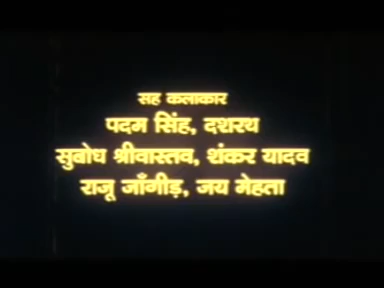 सह कलाकार
पदम सिंह, दशरथ
सुबोध श्रीवास्तव, शंकर यादव
राजू जाँगीड़, जय मेहता